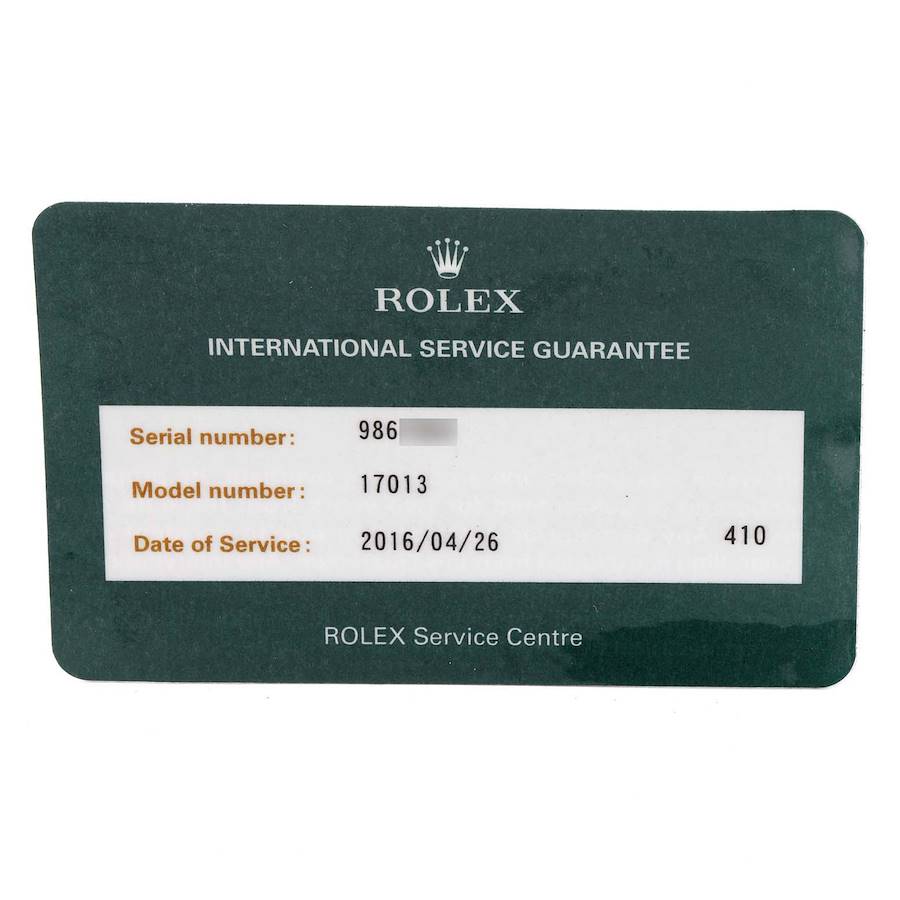 ROLEX
INTERNATIONAL SERVICE GUARANTEE
Serial number: 986
Model number: 17013
Date of Service: 2016/04/26 410
ROLEX Service Centre